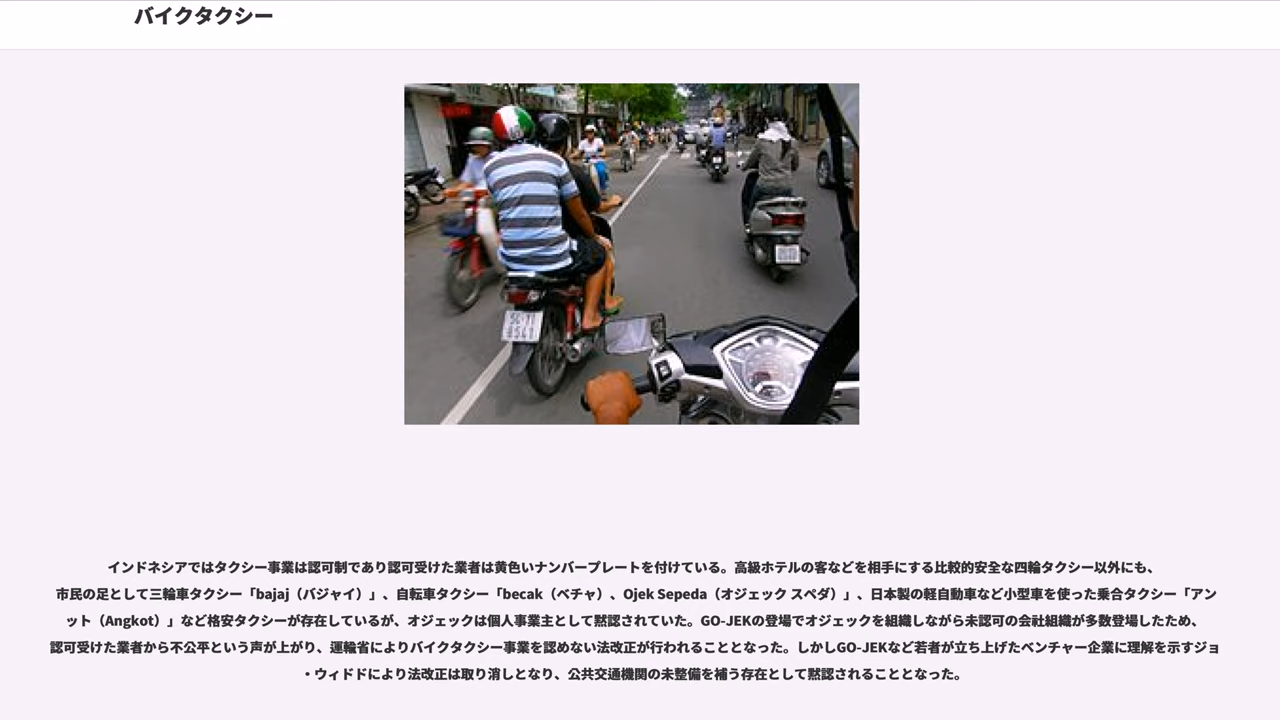 バイクタクシー
インドネシアではタクシー事業は認可制であり認可受けた業者は黄色いナンバープレートを付けている。高級ホテルの客などを相手にする比較的安全な四輪タクシー以外にも、
市民の足として三輪車タクシー「bajaj（バジャイ）」、自転車タクシー「becak（ベチャ）、Ojek Sepeda（オジェック スペダ）」、日本製の軽自動車など小型車を使った乗合タクシー「アン
ット（Angkot）」など格安タクシーが存在しているが、オジェックは個人事業主として黙認されていた。GO-JEKの登場でオジェックを組織しながら未認可の会社組織が多数登場したため、
認可受けた業者から不公平という声が上がり、運輸省によりバイクタクシー事業を認めない法改正が行われることとなった。しかしGO-JEKなど若者が立ち上げたベンチャー企業に理解を示すジョ
・ウィドドにより法改正は取り消しとなり、公共交通機関の未整備を補う存在として黙認されることとなった。